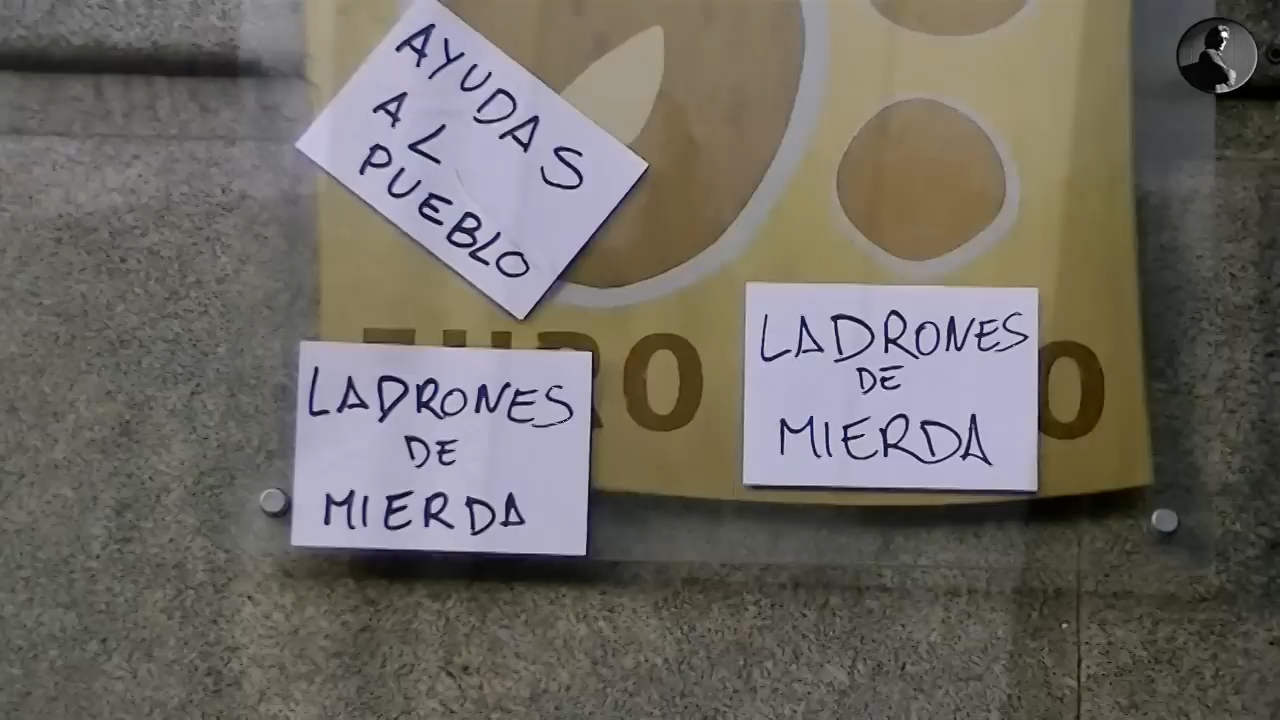 AYUDAS
AL
PUEBLO
LADRONES
DE
MIERDA
LADRONES
DE
MIERDA